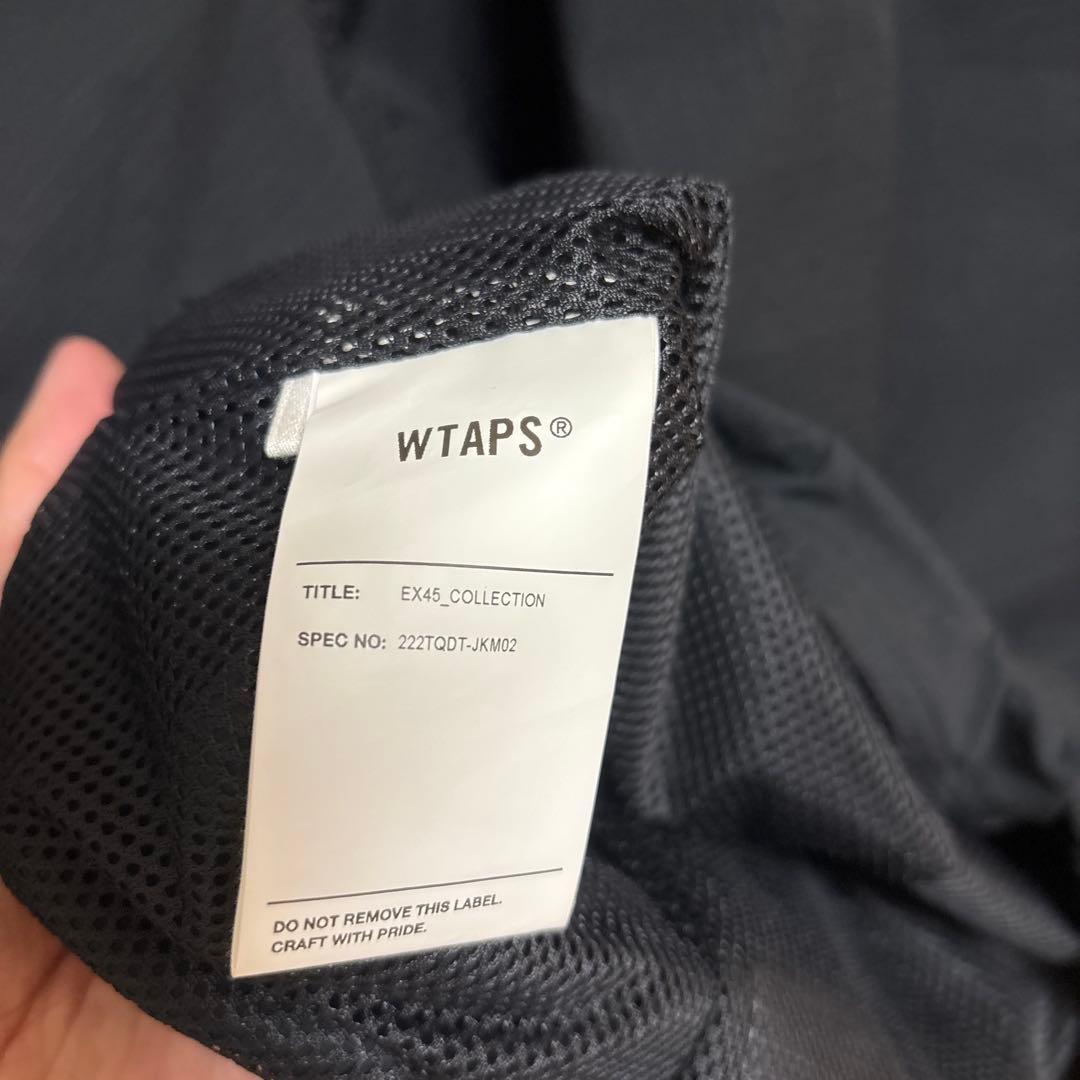 WTAPS®
TITLE: EX45_COLLECTION
SPEC NO: 222TQDT-JKM02
DO NOT REMOVE THIS LABEL.
CRAFT WITH PRIDE.